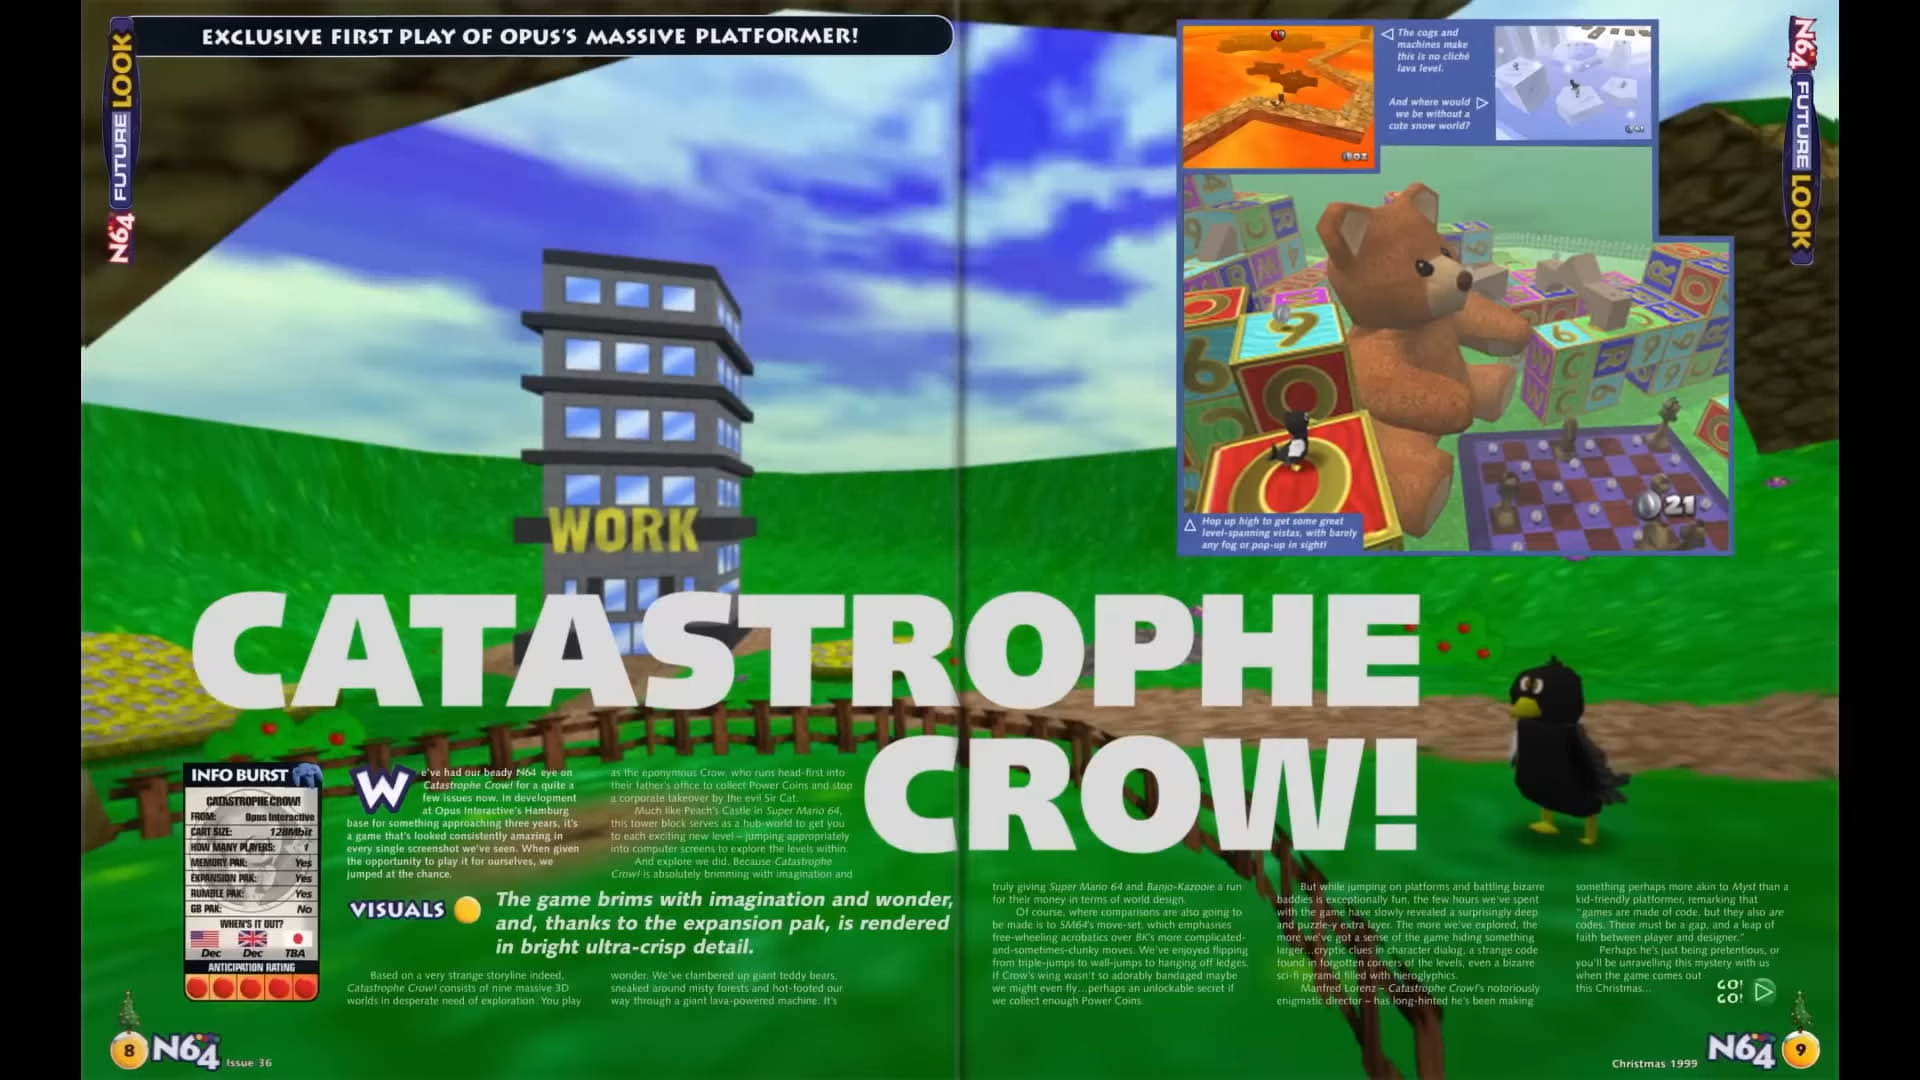 EXCLUSIVE FIRST PLAY OF OPUS'S MASSIVE PLATFORMER!
N64 FUTURE LOOK
N64 FUTURE LOOK
The cogs and
machines make
this is no cliché
lava level.
And where would
we be without a
cute snow world?
02
21
Hop up high to get some great
level-spanning vistas, with barely
any fog or pop-up in sight!
WORK
CATASTROPHE
CROW!
INFO BURST
CATASTROPHE CROW!
FROM: Opus Interactive
CART SIZE: 128Mbit
HOW MANY PLAYERS: 1
MEMORY PAK: Yes
EXPANSION PAK: Yes
RUMBLE PAK: Yes
GB PAK: No
WHEN'S IT OUT?
Dec Dec TBA
ANTICIPATION RATING
We've had our beady N64 eye on
Catastrophe Crow! for a quite a
few issues now. In development
at Opus Interactive's Hamburg
base for something approaching three years, it's
a game that's looked consistently amazing in
every single screenshot we've seen. When given
the opportunity to play it for ourselves, we
jumped at the chance.
VISUALS
The game brims with imagination and wonder,
and, thanks to the expansion pak, is rendered
in bright ultra-crisp detail.
Based on a very strange storyline indeed,
Catastrophe Crow! consists of nine massive 3D
worlds in desperate need of exploration. You play
as the eponymous Crow, who runs head-first into
their father's office to collect Power Coins and stop
a corporate takeover by the evil Sir Cat.
Much like Peach's Castle in Super Mario 64,
this tower block serves as a hub-world to get you
to each exciting new level – jumping appropriately
into computer screens to explore the levels within.
And explore we did. Because Catastrophe
Crow! is absolutely brimming with imagination and
wonder. We've clambered up giant teddy bears,
sneaked around misty forests and hot-footed our
way through a giant lava-powered machine. It's
truly giving Super Mario 64 and Banjo-Kazooie a run
for their money in terms of world design.
Of course, where comparisons are also going to
be made is to SM64's move-set, which emphasises
free-wheeling acrobatics over BK's more complicated-
and-sometimes-clunky moves. We've enjoyed flipping
from triple-jumps to wall-jumps to hanging off ledges.
If Crow's wing wasn't so adorably bandaged maybe
we might even fly...perhaps an unlockable secret if
we collect enough Power Coins.
But while jumping on platforms and battling bizarre
baddies is exceptionally fun, the few hours we've spent
with the game have slowly revealed a surprisingly deep
and puzzle-y extra layer. The more we've explored, the
more we've got a sense of the game hiding something
larger...cryptic clues in character dialog, a strange code
found in forgotten corners of the levels, even a bizarre
sci-fi pyramid filled with hieroglyphics.
Manfred Lorenz – Catastrophe Crow!'s notoriously
enigmatic director – has long-hinted he's been making
something perhaps more akin to Myst than a
kid-friendly platformer, remarking that
"games are made of code, but they also are
codes. There must be a gap, and a leap of
faith between player and designer."
Perhaps he's just being pretentious, or
you'll be unravelling this mystery with us
when the game comes out
this Christmas...
GO!
GO!
8 N64 Issue 36
Christmas 1999 N64 9